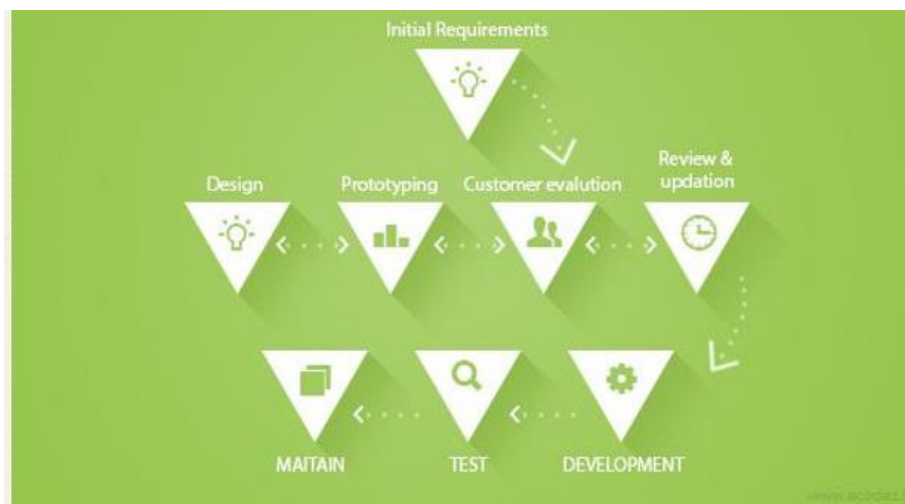 Initial Requirements
Design
Prototyping
Customer evalution
Review &
updation
MAITAIN
TEST
DEVELOPMENT